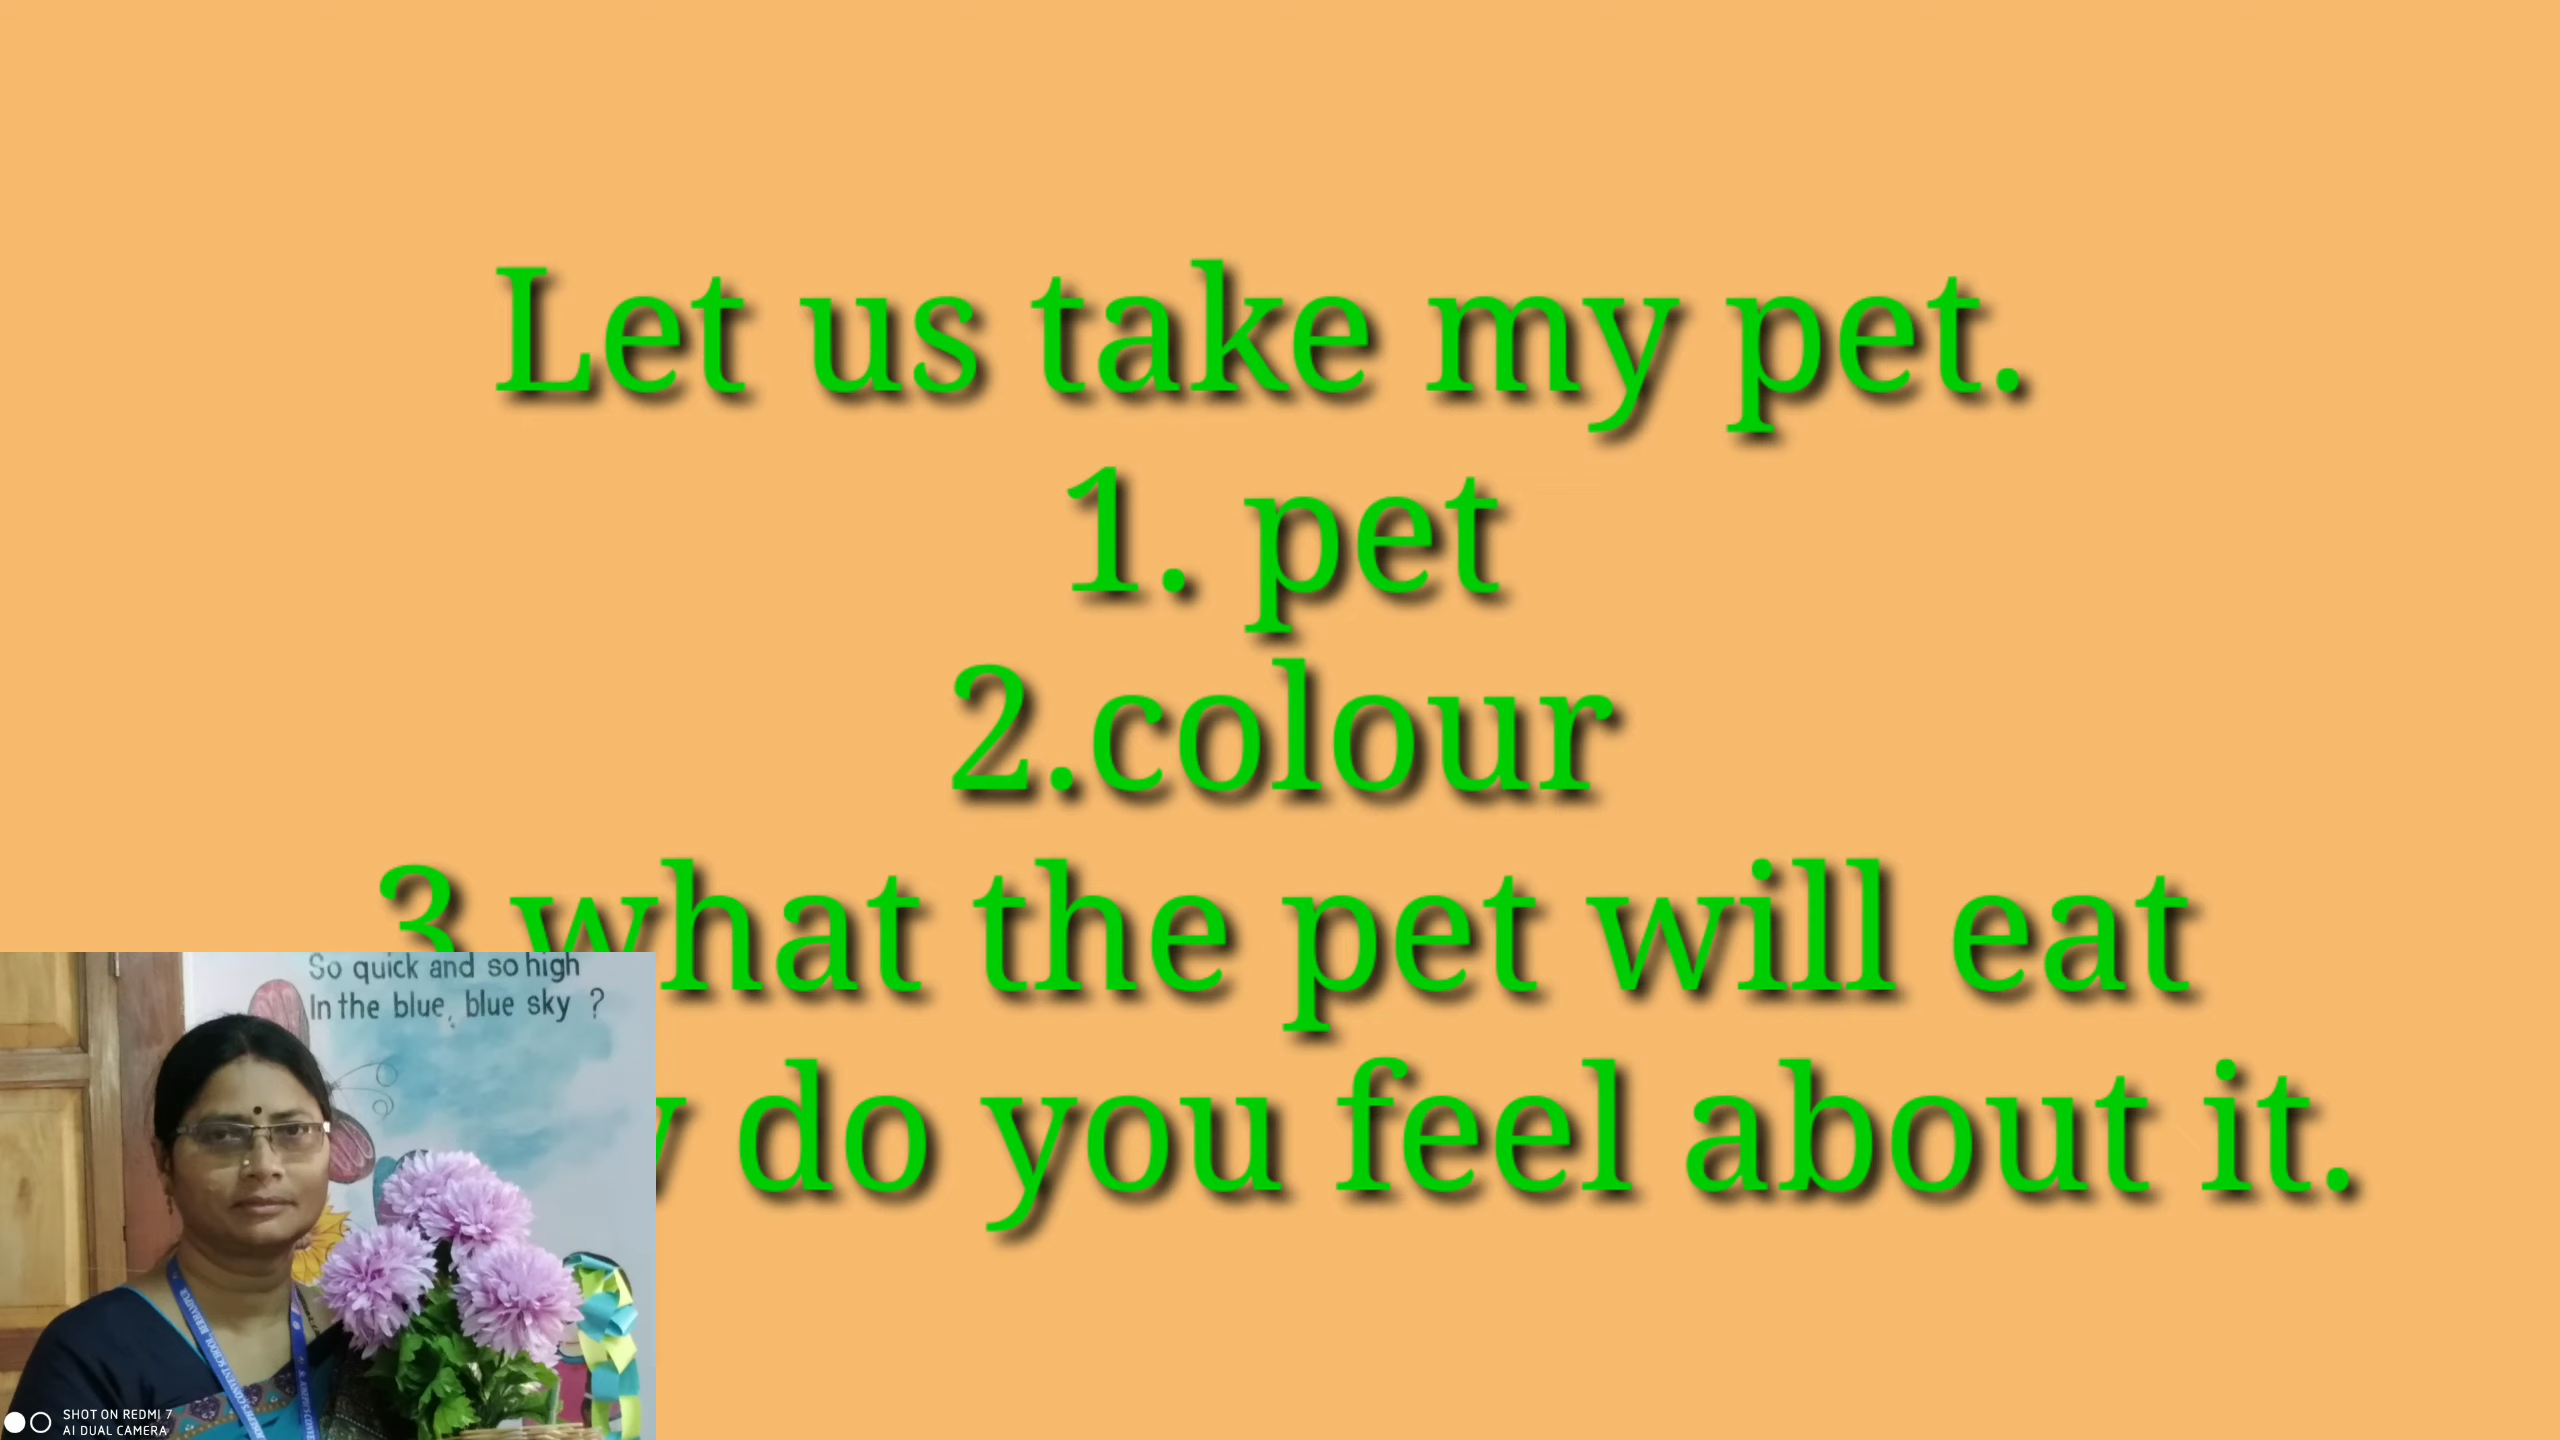 Let us take my pet.
1. pet
2.colour
3 what the pet will eat
do you feel about it.
So quick and so high
In the blue, blue sky ?
SHOT ON REDMI 7
AI DUAL CAMERA